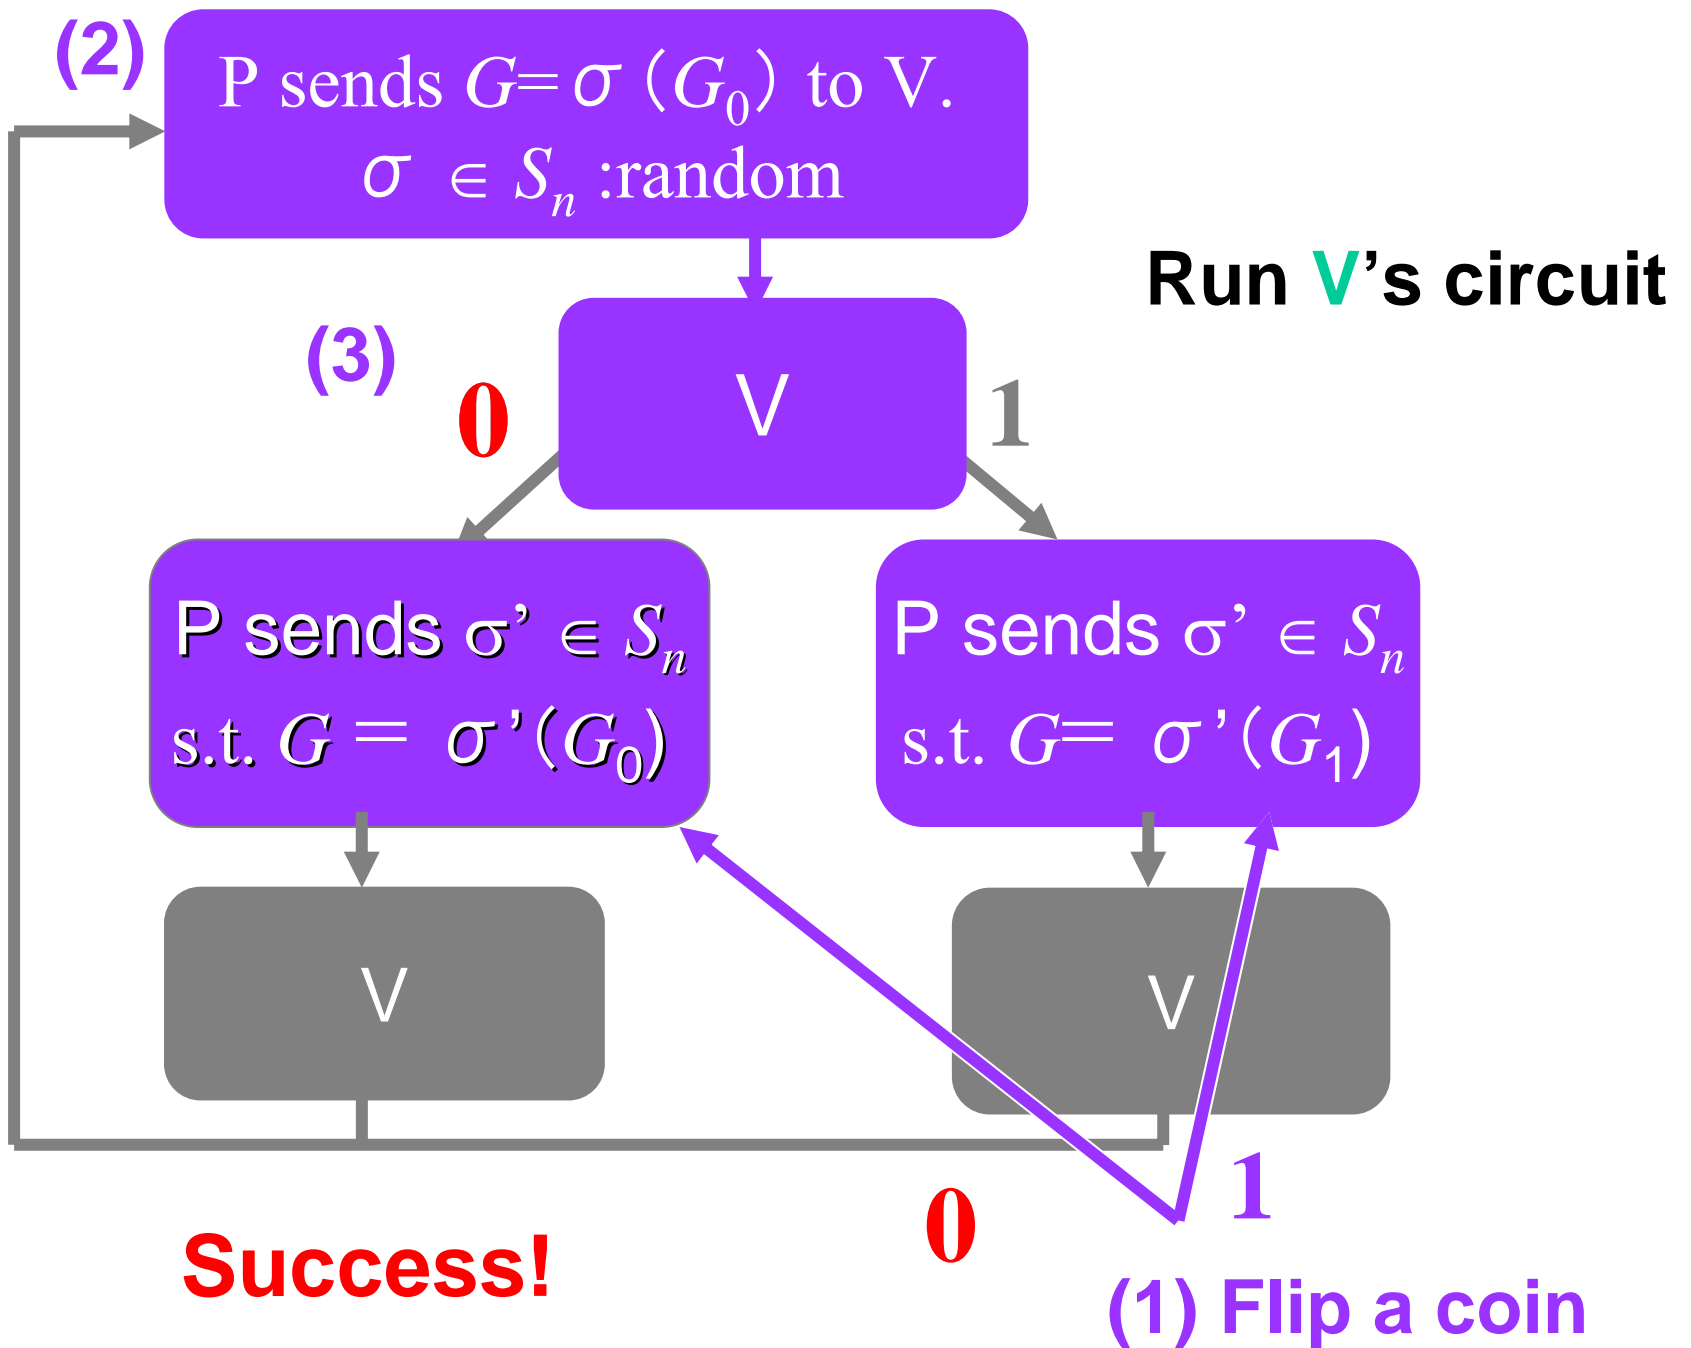 (2)
P sends G=σ（G₀）to V.
σ ∈ Sₙ :random
Run V’s circuit
(3)
0
V
1
P sends σ’ ∈ Sₙ
s.t. G＝ σ’（G₀）
P sends σ’ ∈ Sₙ
s.t. G＝ σ’（G₁）
V
V
0
1
Success!
(1) Flip a coin